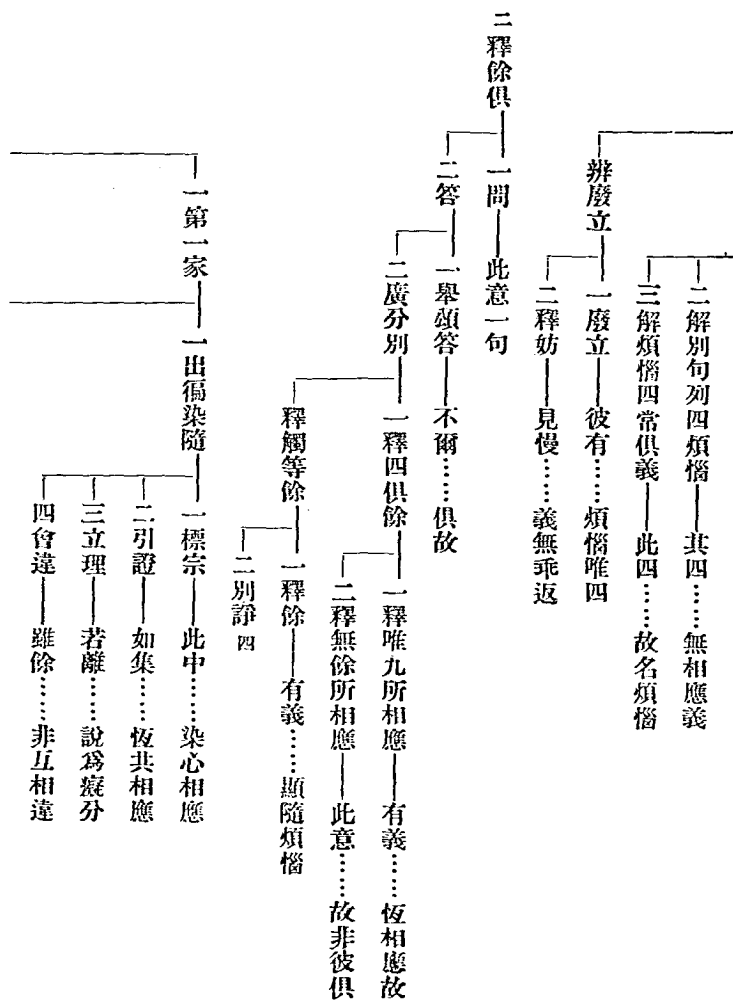 二解別句列四煩惱 其四……無相應義
三解煩惱四常俱義 此四……故名煩惱
辨廢立
一廢立 彼有……煩惱唯四
二釋妨 見慢……義無乖返
二釋餘俱
一問 此意一句
二答
一舉頌答 不爾……俱故
二廣分別
一釋四俱餘
一釋唯九所相應 有義……恆相應故
二釋無餘所相應 此意……故非彼俱
釋觸等餘
一釋餘 有義……顯隨煩惱
二別諍 四
一第一家
一出徧染隨
一標宗 此中……染心相應
二引證 如集……恆共相應
三立理 若離……說爲癡分
四會違 雖餘……非互相違